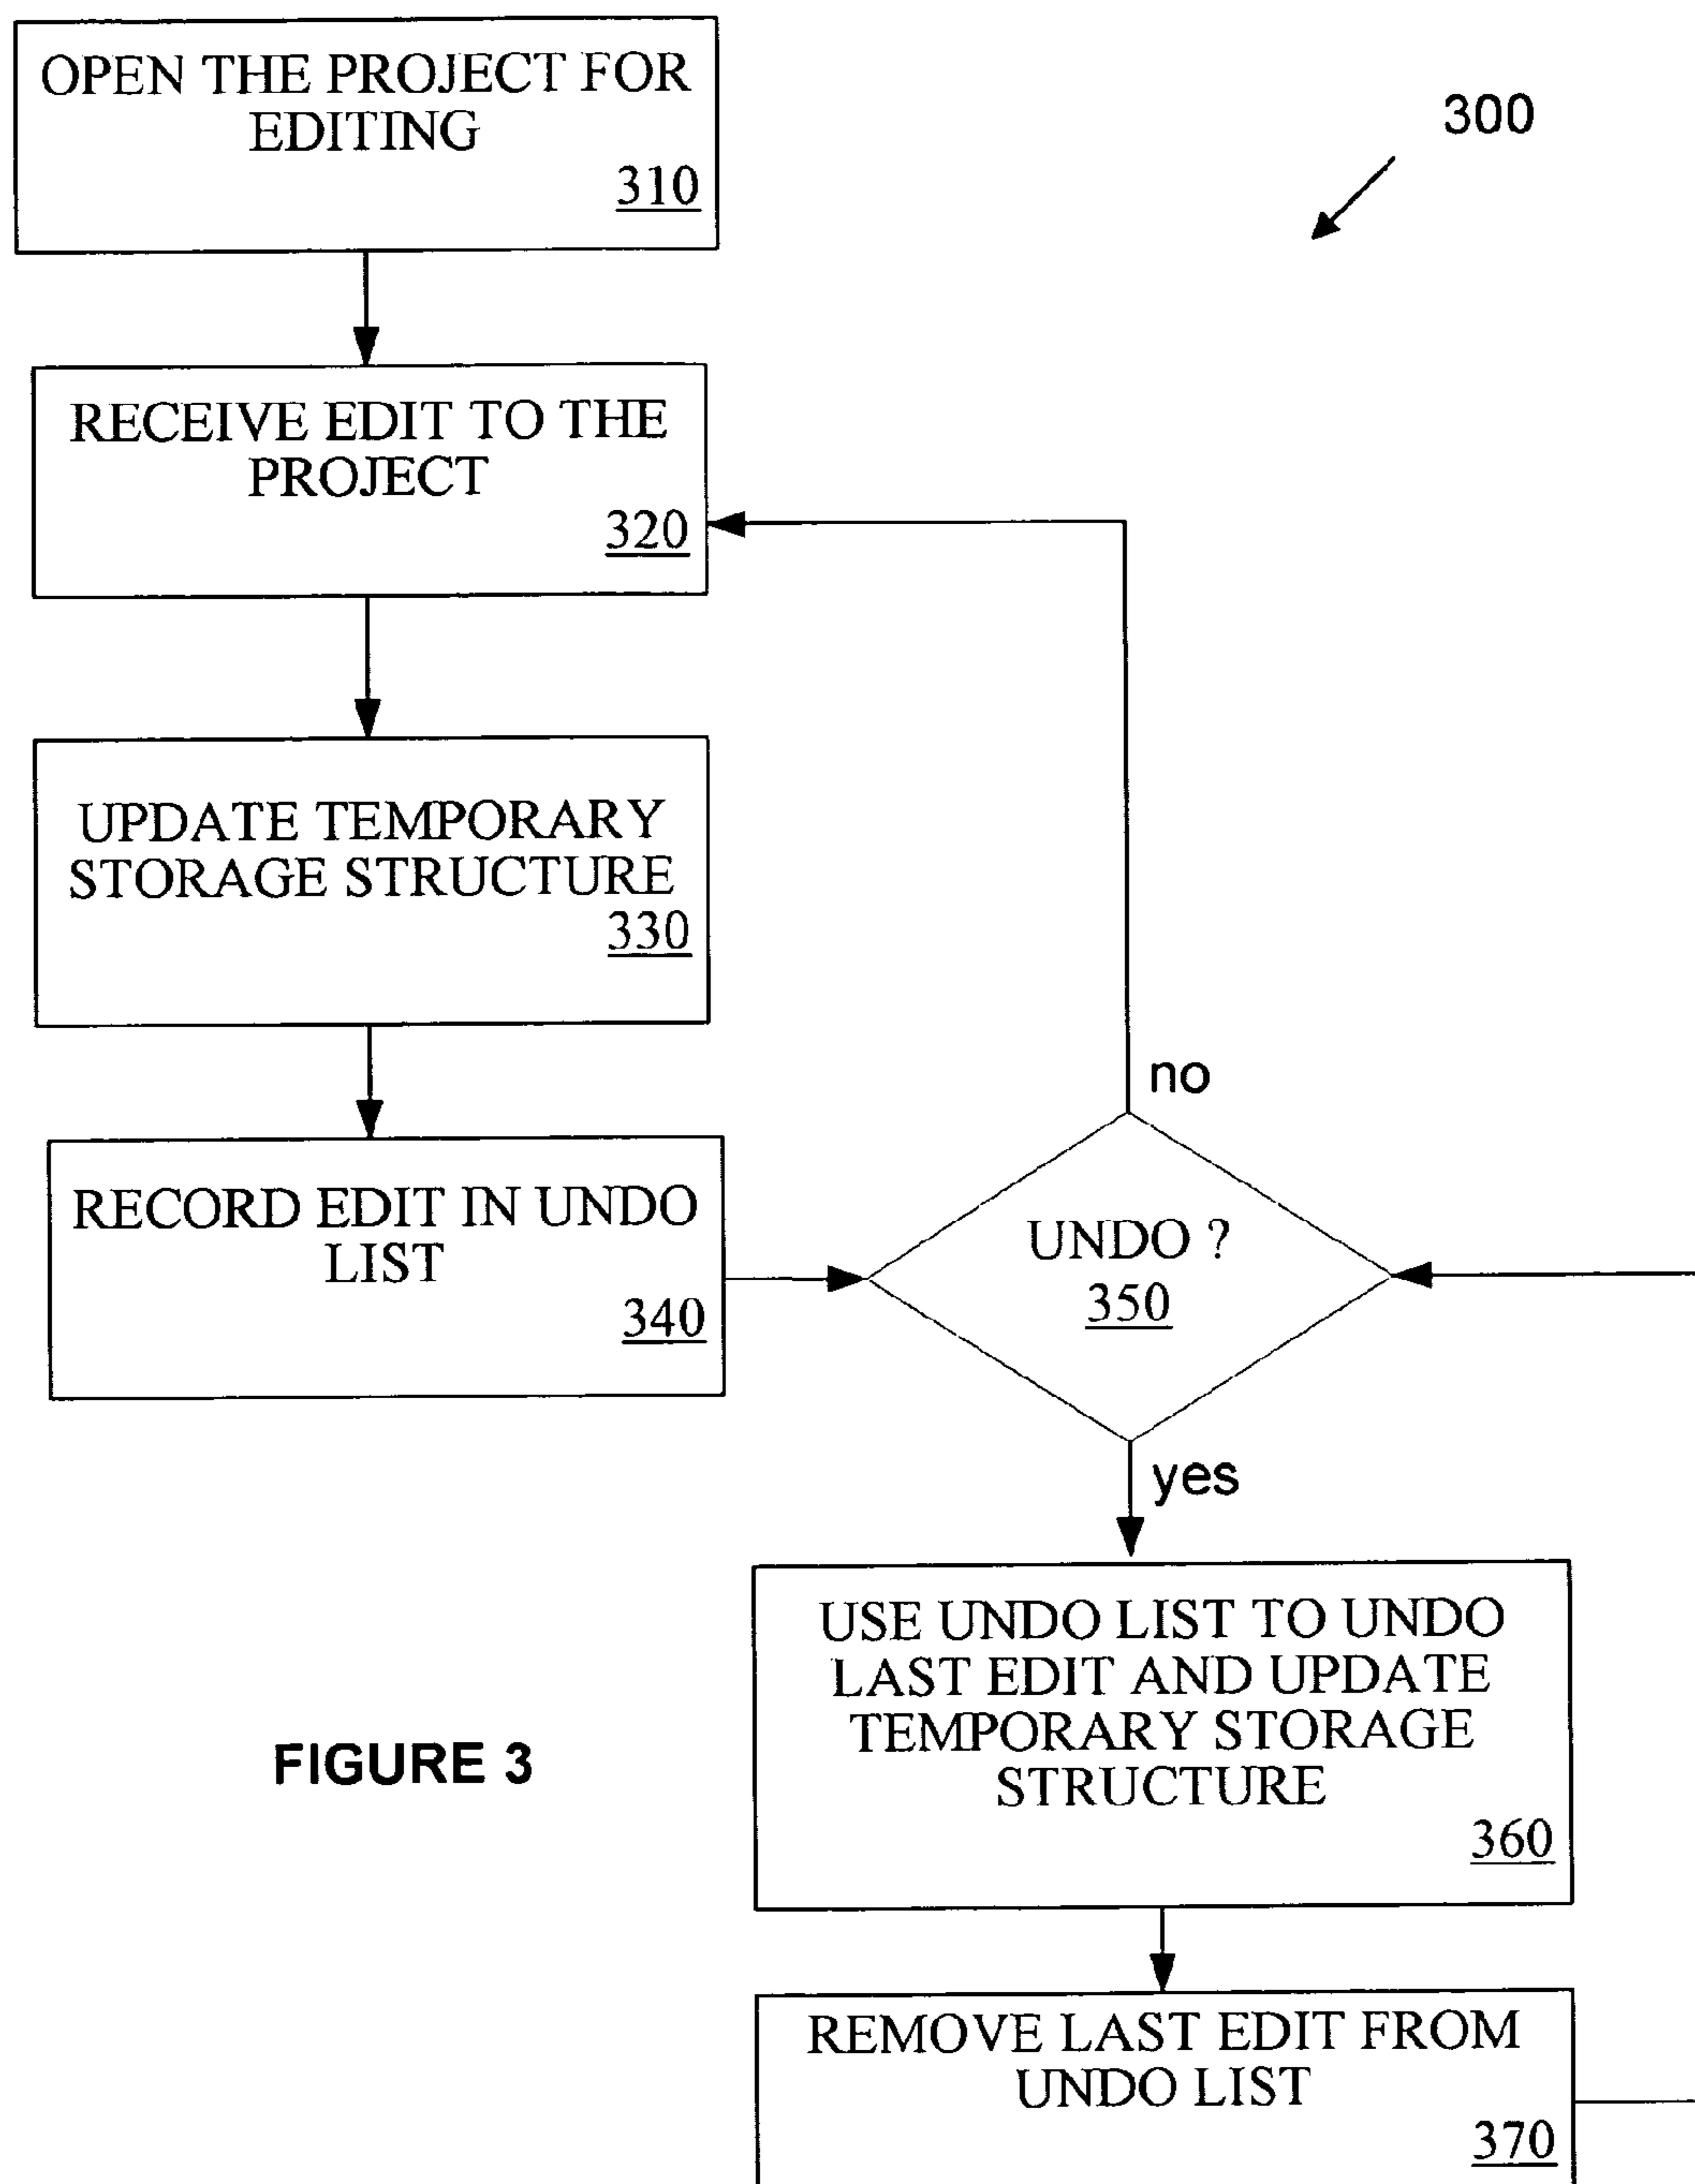 OPEN THE PROJECT FOR
EDITING
310
300
RECEIVE EDIT TO THE
PROJECT
320
UPDATE TEMPORARY
STORAGE STRUCTURE
330
no
RECORD EDIT IN UNDO
LIST
340
UNDO ?
350
yes
USE UNDO LIST TO UNDO
LAST EDIT AND UPDATE
TEMPORARY STORAGE
STRUCTURE
360
FIGURE 3
REMOVE LAST EDIT FROM
UNDO LIST
370